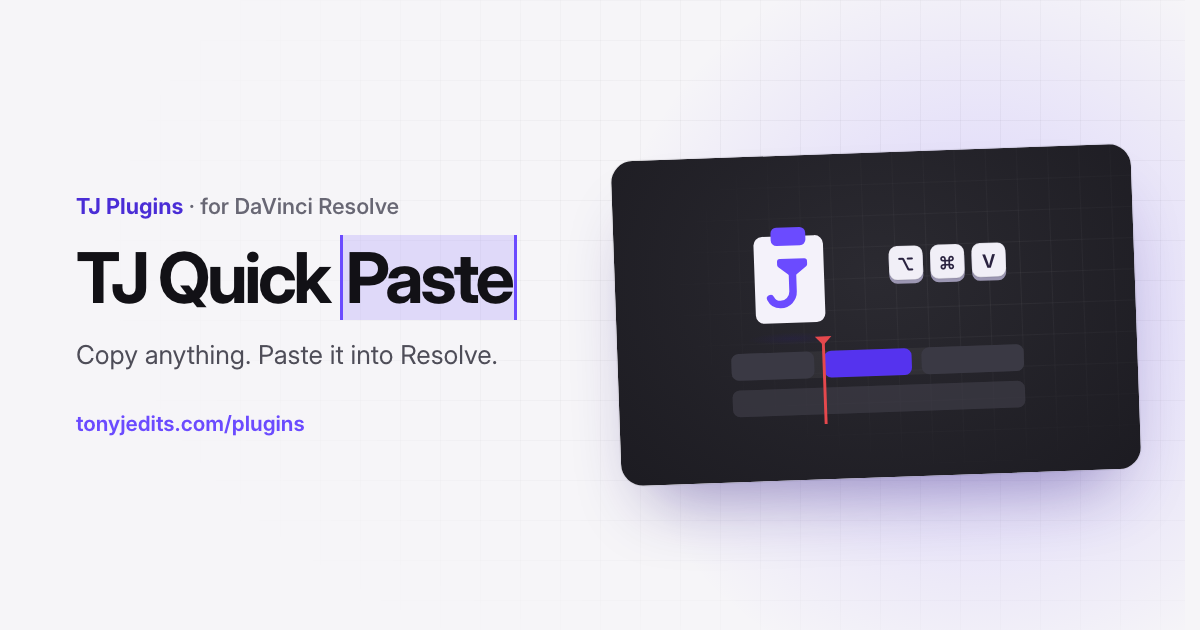 TJ Plugins · for DaVinci Resolve
TJ Quick Paste
Copy anything. Paste it into Resolve.
tonyjedits.com/plugins
⌥ ⌘ V